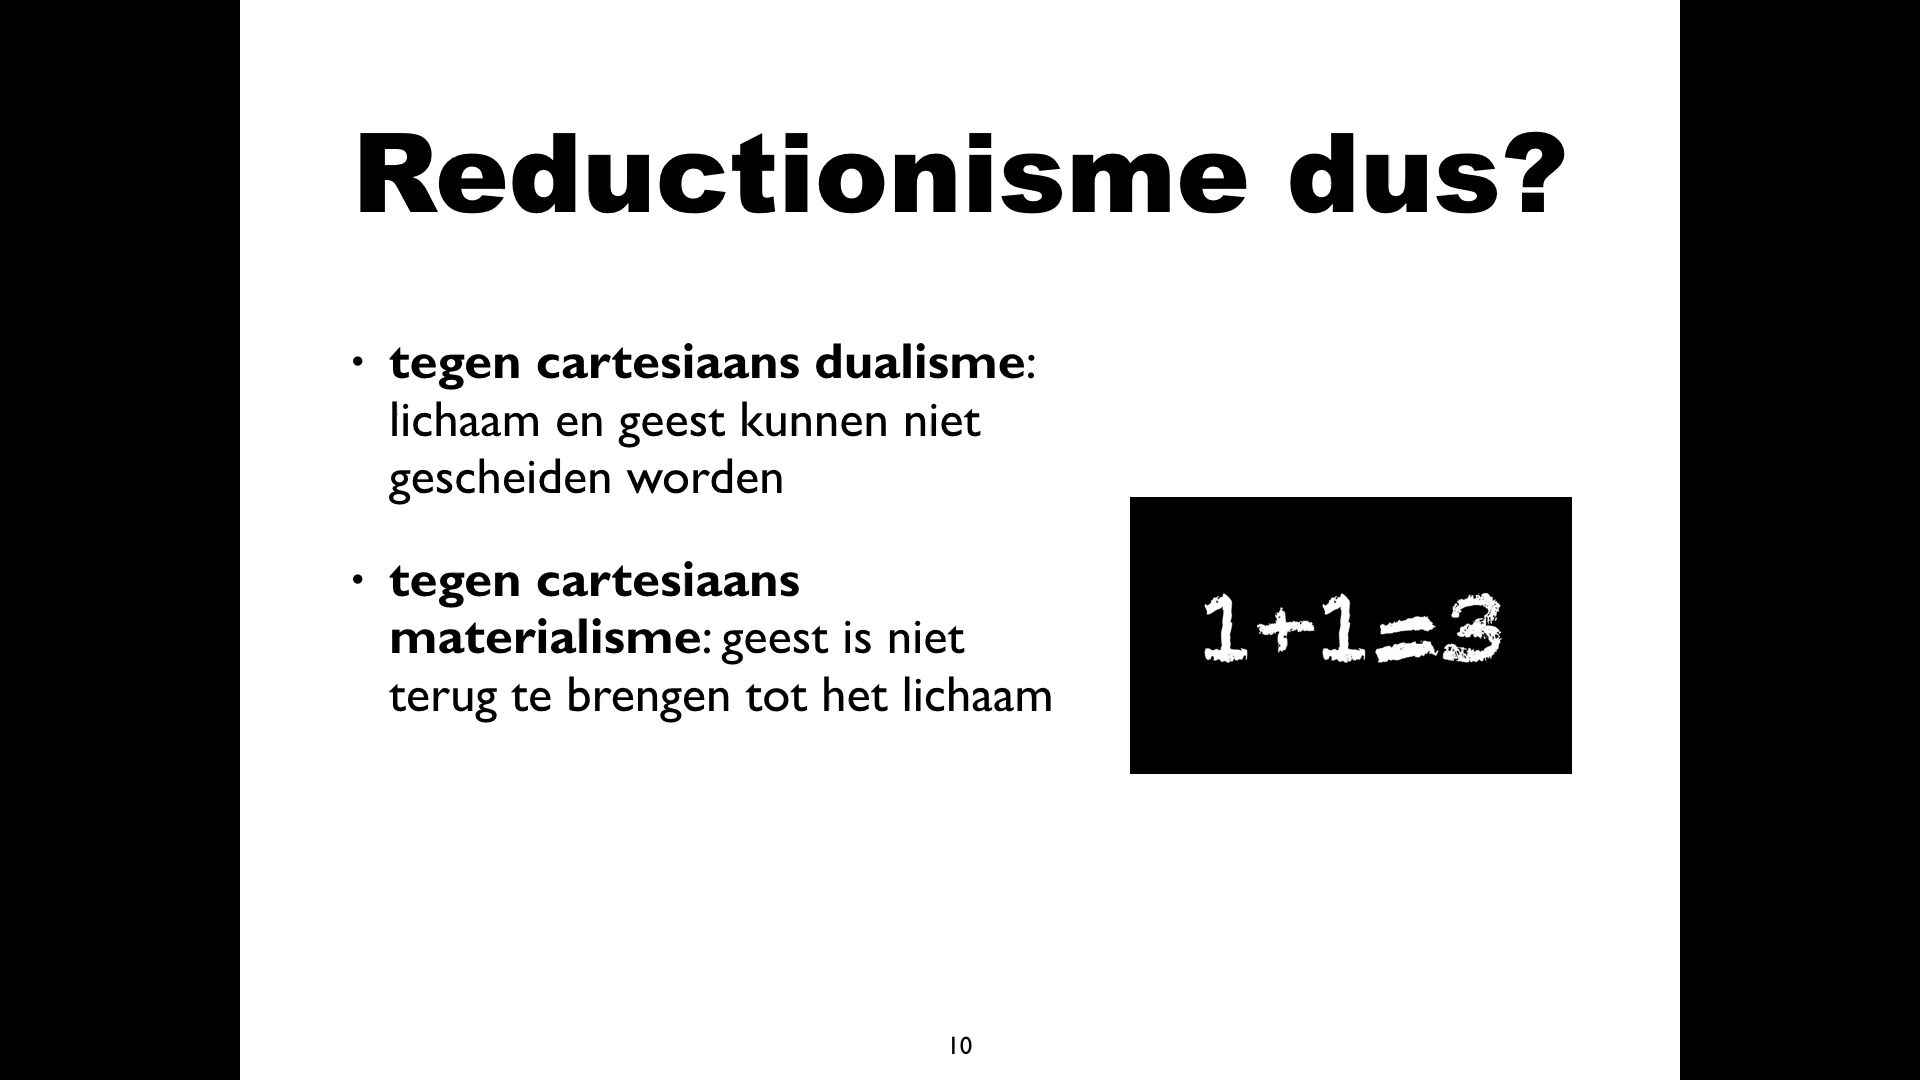 Reductionisme dus?
• tegen cartesiaans dualisme:
lichaam en geest kunnen niet
gescheiden worden
• tegen cartesiaans
materialisme: geest is niet
terug te brengen tot het lichaam
1+1=3
10